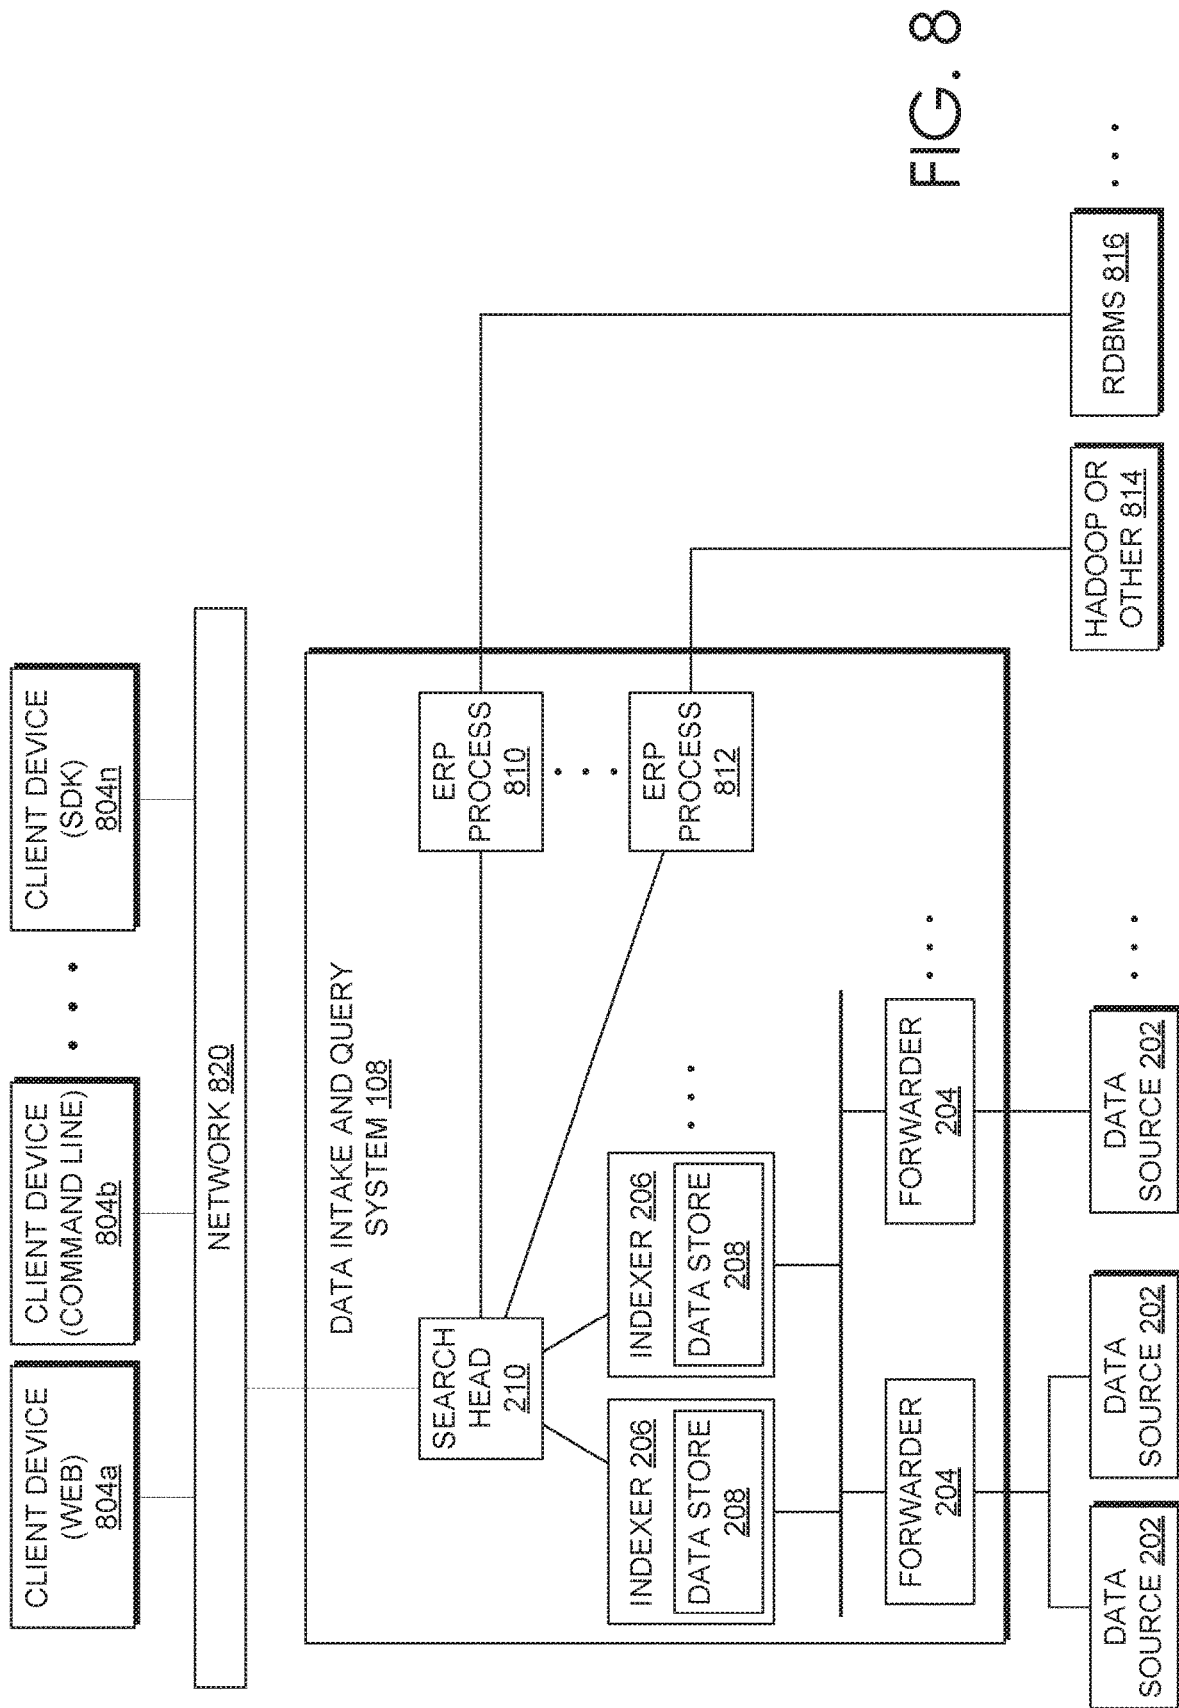 CLIENT DEVICE
(WEB)
804a
CLIENT DEVICE
(COMMAND LINE)
804b
. . .
CLIENT DEVICE
(SDK)
804n
NETWORK 820
DATA INTAKE AND QUERY
SYSTEM 108
SEARCH
HEAD
210
ERP
PROCESS
810
. . .
ERP
PROCESS
812
INDEXER 206
DATA STORE
208
INDEXER 206
DATA STORE
208
. . .
FORWARDER
204
FORWARDER
204
. . .
DATA
SOURCE 202
DATA
SOURCE 202
DATA
SOURCE 202
. . .
HADOOP OR
OTHER 814
RDBMS 816
. . .
FIG. 8